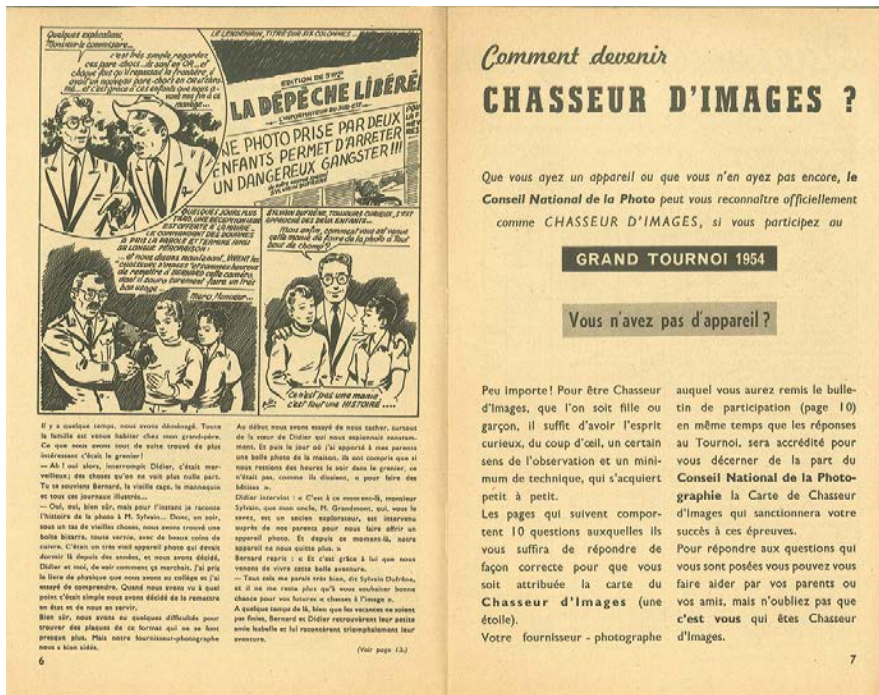 Quelques explications,
Monsieur le commissaire...
c'est très simple, regardez
ces pare-chocs... ils sont en OR... et
chaque fois qu'il repassait la frontière, il
avait un nouveau pare-chocs en OR et chro-
mé... et c'est grâce à ces enfants que nous a-
vons mis fin à ce
manège...
LE LENDEMAIN, TITRE SUR SIX COLONNES...
EDITION DE
LA DÉPÊCHE LIBÉRÉE
L'INFORMATEUR DU SUD-EST
NE PHOTO PRISE PAR DEUX
ENFANTS PERMET D'ARRETER
UN DANGEREUX GANGSTER !!!
QUELQUES JOURS PLUS
TARD, UNE RÉCEPTION
EST OFFERTE À LA MAIRIE...
LE COMMANDANT DES DOUANES
A PRIS LA PAROLE ET TERMINE AINSI
SA LONGUE PÉRORAISON :
... et nous disons maintenant, VIVENT les
"chasseurs d'images" et sommes heureux
de remettre à BERNARD cette caméra,
dont il saura sûrement faire un très
bon usage...
Merci, Monsieur...
SYLVAIN DUFRÊNE, TOUJOURS CURIEUX, S'EST
APPROCHÉ DES DEUX ENFANTS...
Mais enfin, comment vous est venue
cette manie de faire de la photo à tout
bout de champ ?
Ce n'est pas une manie
c'est tout une HISTOIRE ....
Il y a quelque temps, nous avons déménagé. Toute
la famille est venue habiter chez mon grand-père.
Ce que nous avons tout de suite trouvé de plus
intéressant c'était le grenier !
— Ah ! oui alors, interrompit Didier, c'était mer-
veilleux ; des choses qu'on ne voit plus nulle part.
Tu te souviens Bernard, la vieille cage, le mannequin
et tous ces journaux illustrés...
— Oui, oui, bien sûr, mais pour l'instant je raconte
l'histoire de la photo à M. Sylvain... Donc, un soir,
sous un tas de vieilles choses, nous avons trouvé une
boîte bizarre, toute vernie, avec de beaux coins de
cuivre. C'était un très vieil appareil photo qui devait
dormir là depuis des années, et nous avons décidé,
Didier et moi, de voir comment ça marchait. J'ai pris
le livre de physique que nous avons au collège et j'ai
essayé de comprendre. Quand nous avons vu à quel
point c'était simple nous avons décidé de le remettre
en état et de nous en servir.
Bien sûr, nous avons eu quelques difficultés pour
trouver des plaques de ce format qui ne se font
presque plus. Mais notre fournisseur-photographe
nous a bien aidés.
Au début nous avons essayé de nous cacher, surtout
de la sœur de Didier qui nous espionnait constam-
ment. Et puis le jour où j'ai apporté à mes parents
une belle photo de la maison, ils ont compris que si
nous restions des heures le soir dans le grenier, ce
n'était pas, comme ils disaient, « pour faire des
bêtises ».
Didier intervint : « C'est à ce moment-là, monsieur
Sylvain, que mon oncle, M. Grandmont, qui, vous le
savez, est un ancien explorateur, est intervenu
auprès de nos parents pour nous faire offrir un
appareil photo. Et depuis ce moment-là, notre
appareil ne nous quitte plus. »
Bernard reprit : « Et c'est grâce à lui que nous
venons de vivre cette belle aventure.
— Tout cela me paraît très bien, dit Sylvain Dufrêne,
et il ne me reste plus qu'à vous souhaiter bonne
chance pour vos futures « chasses à l'image ».
A quelque temps de là, bien que les vacances ne soient
pas finies, Bernard et Didier retrouvèrent leur petite
amie Isabelle et lui racontèrent triomphalement leur
aventure.
(Voir page 13.)
6
Comment devenir
CHASSEUR D'IMAGES ?
Que vous ayez un appareil ou que vous n'en ayez pas encore, le
Conseil National de la Photo peut vous reconnaître officiellement
comme CHASSEUR D'IMAGES, si vous participez au
GRAND TOURNOI 1954
Vous n'avez pas d'appareil ?
Peu importe ! Pour être Chasseur
d'Images, que l'on soit fille ou
garçon, il suffit d'avoir l'esprit
curieux, du coup d'œil, un certain
sens de l'observation et un mini-
mum de technique, qui s'acquiert
petit à petit.
Les pages qui suivent compor-
tent 10 questions auxquelles ils
vous suffira de répondre de
façon correcte pour que vous
soit attribuée la carte du
Chasseur d'Images (une
étoile).
Votre fournisseur - photographe
auquel vous aurez remis le bulle-
tin de participation (page 10)
en même temps que les réponses
au Tournoi, sera accrédité pour
vous décerner de la part du
Conseil National de la Photo-
graphie la Carte de Chasseur
d'Images qui sanctionnera votre
succès à ces épreuves.
Pour répondre aux questions qui
vous sont posées vous pouvez vous
faire aider par vos parents ou
vos amis, mais n'oubliez pas que
c'est vous qui êtes Chasseur
d'Images.
7